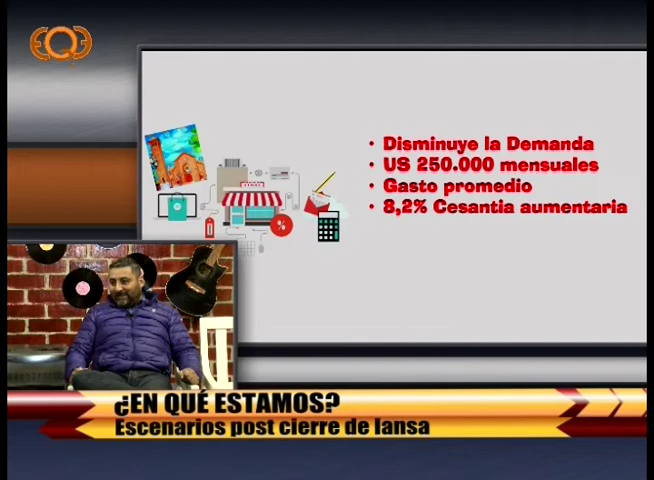 EQE
• Disminuye la Demanda
• US 250.000 mensuales
• Gasto promedio
• 8,2% Cesantia aumentaria
%
¿EN QUÉ ESTAMOS?
Escenarios post cierre de Iansa